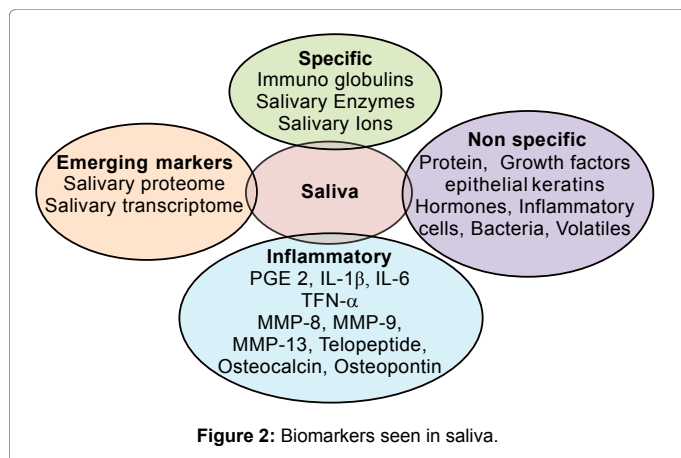 Specific
Immuno globulins
Salivary Enzymes
Salivary Ions
Emerging markers
Salivary proteome
Salivary transcriptome
Saliva
Non specific
Protein, Growth factors
epithelial keratins
Hormones, Inflammatory
cells, Bacteria, Volatiles
Inflammatory
PGE 2, IL-1β, IL-6
TFN-α
MMP-8, MMP-9,
MMP-13, Telopeptide,
Osteocalcin, Osteopontin
Figure 2: Biomarkers seen in saliva.